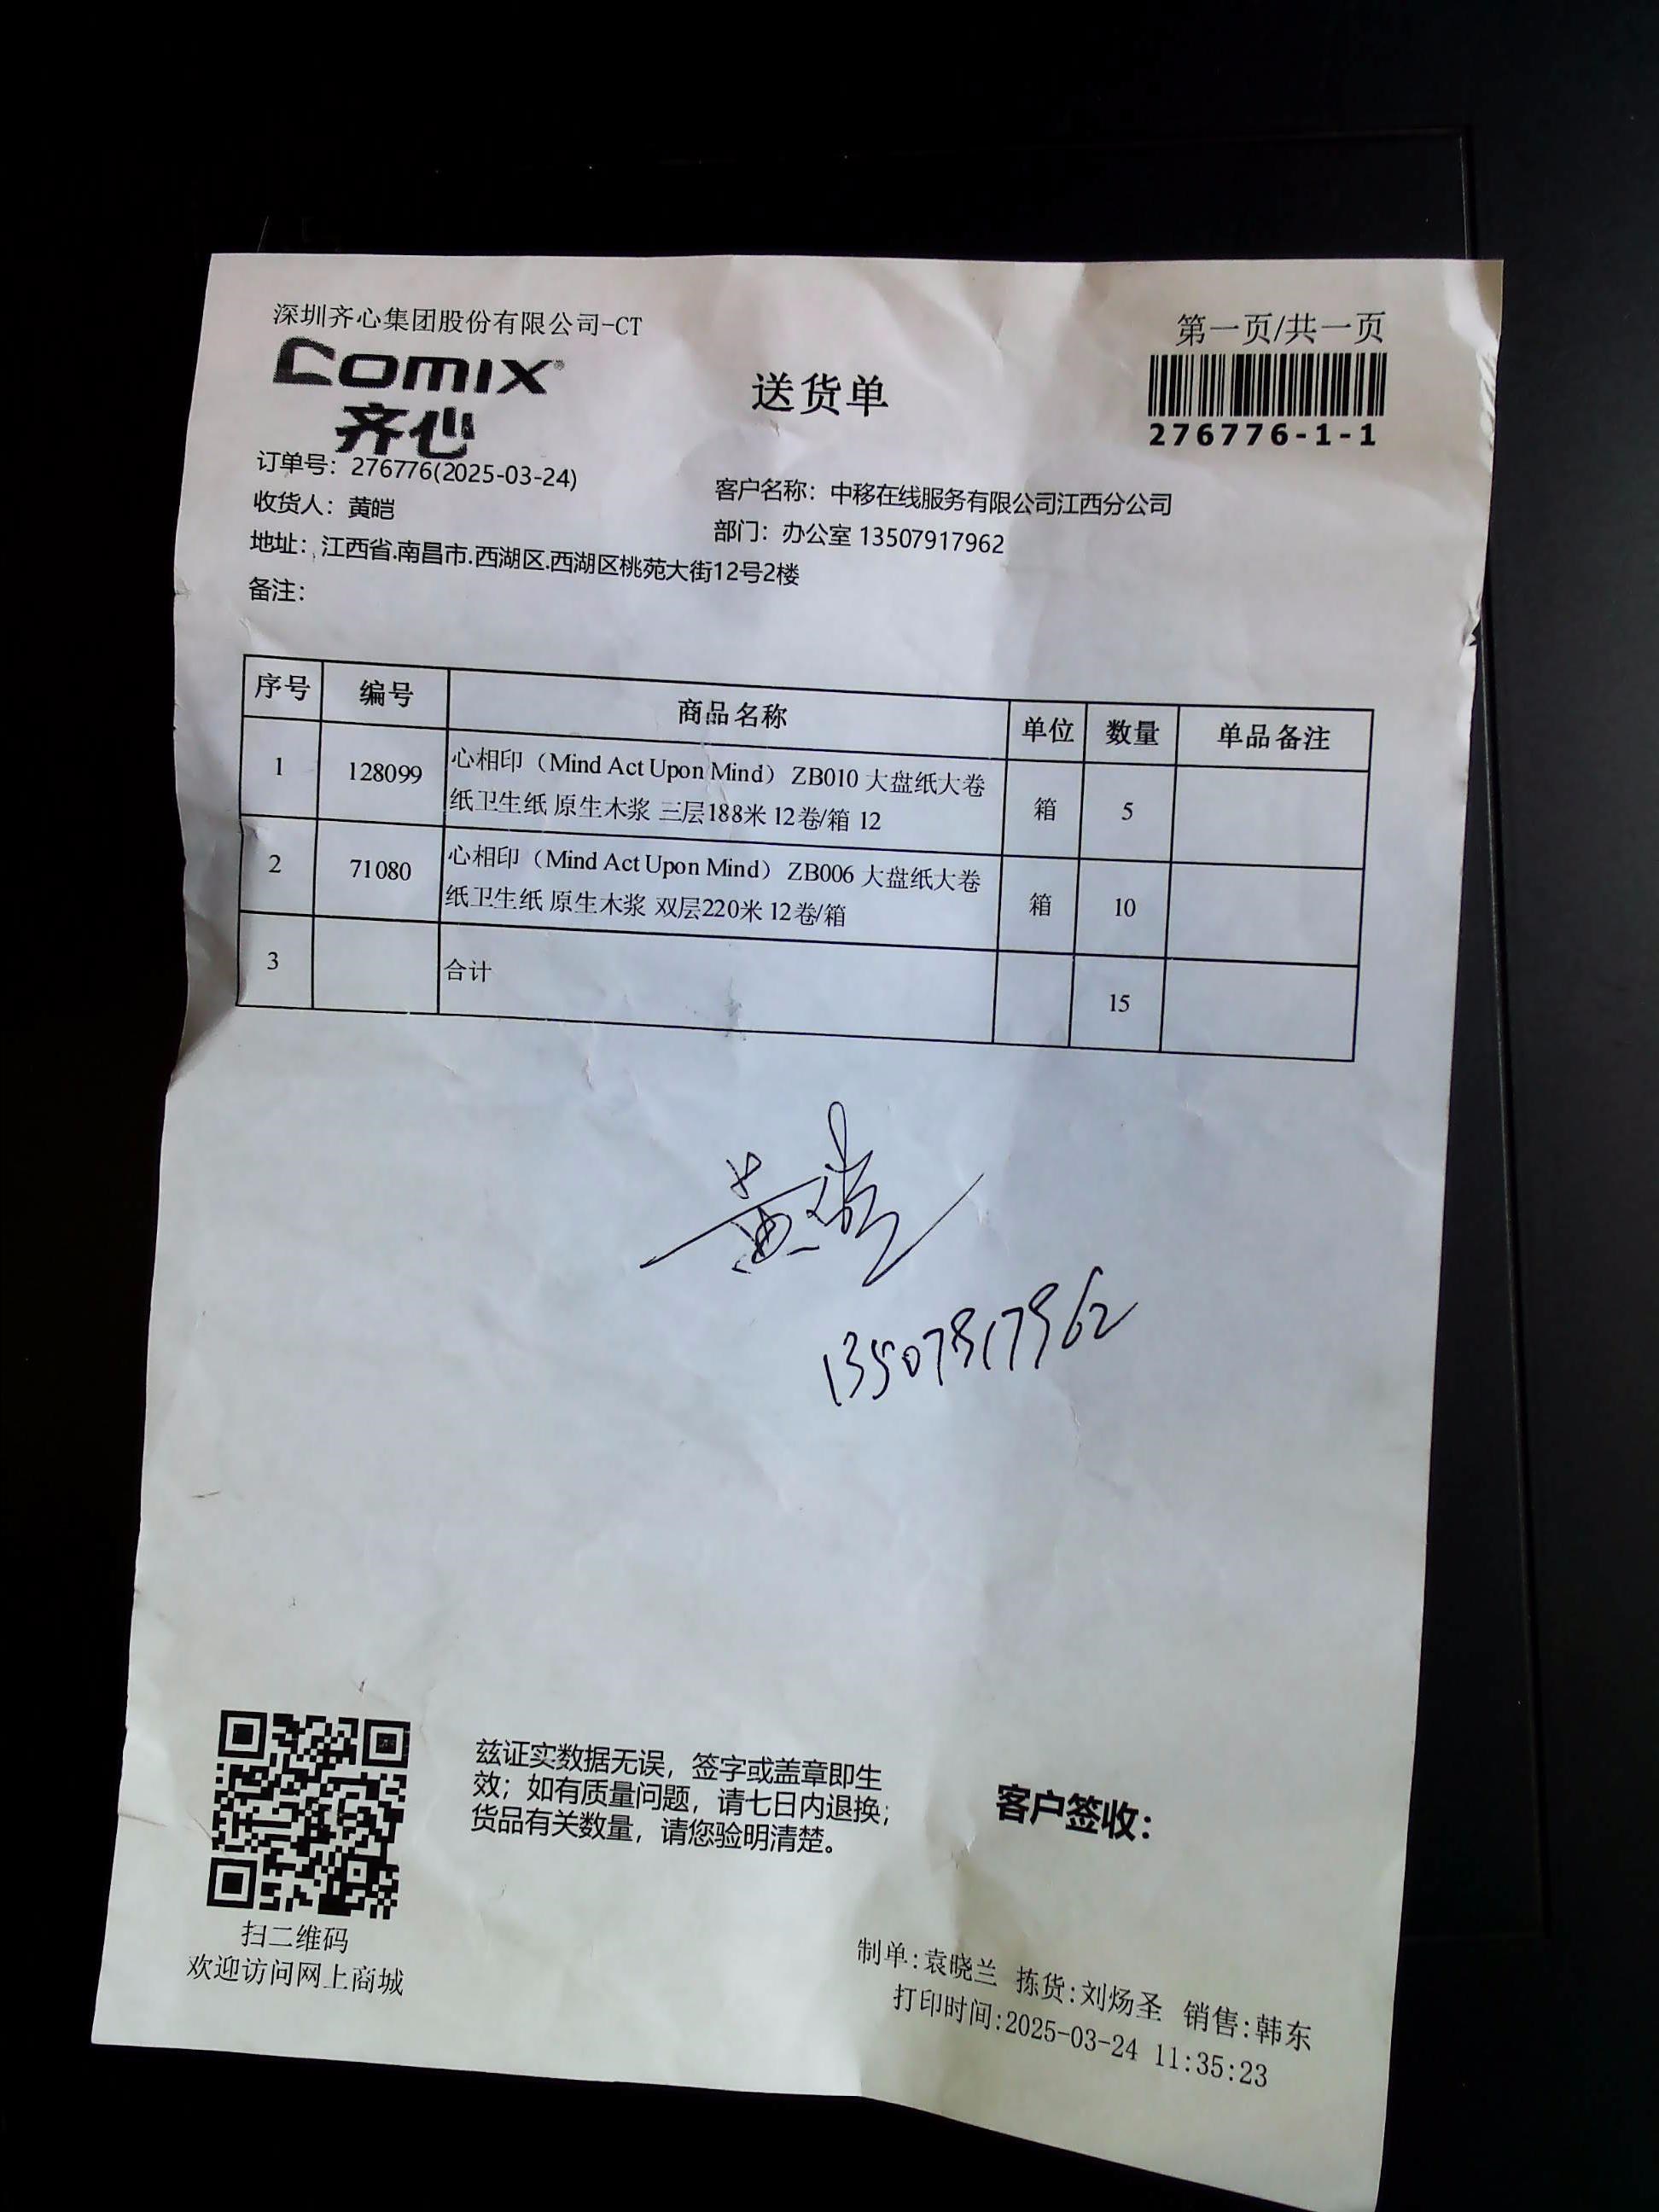 深圳齐心集团股份有限公司-CT
第一页/共一页
comix®
齐心
送货单
276776-1-1
订单号：276776(2025-03-24)
客户名称：中移在线服务有限公司江西分公司
收货人：黄皑
部门：办公室 13507917962
地址：江西省.南昌市.西湖区.西湖区桃苑大街12号2楼
备注：
序号 编号 商品名称 单位 数量 单品备注
1 128099 心相印（Mind Act Upon Mind） ZB010 大盘纸大卷
纸卫生纸 原生木浆 三层188米 12卷/箱 12 箱 5
2 71080 心相印（Mind Act Upon Mind） ZB006 大盘纸大卷
纸卫生纸 原生木浆 双层220米 12卷/箱 箱 10
3 合计 15
黄皑
13507917962
兹证实数据无误，签字或盖章即生
效；如有质量问题，请七日内退换；
货品有关数量，请您验明清楚。
客户签收：
扫二维码
欢迎访问网上商城
制单:袁晓兰 拣货:刘炀圣 销售:韩东
打印时间:2025-03-24 11:35:23